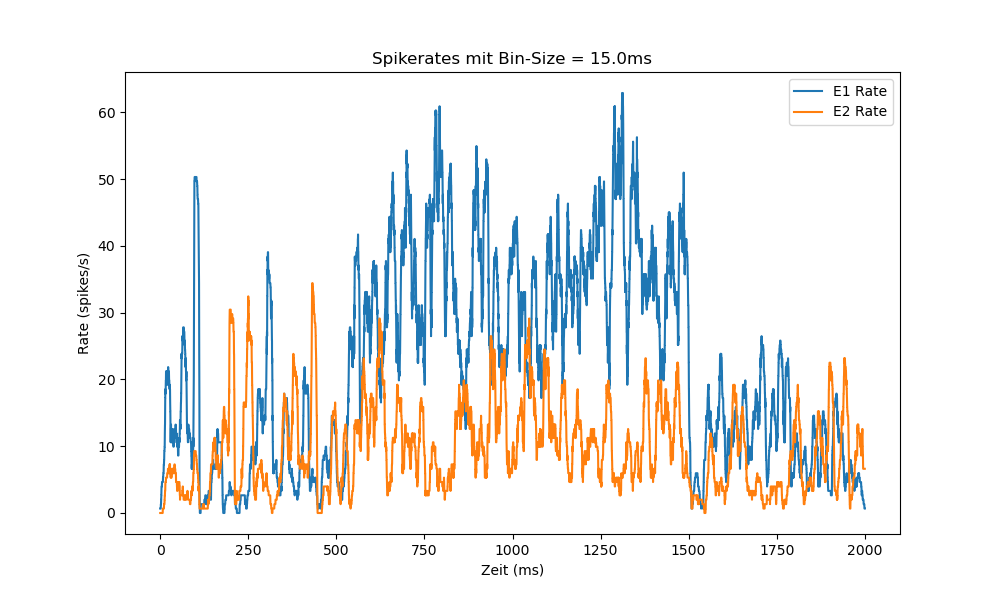 Spikerates mit Bin-Size = 15.0ms
E1 Rate
E2 Rate
60
50
40
30
20
10
0
Rate (spikes/s)
0 250 500 750 1000 1250 1500 1750 2000
Zeit (ms)